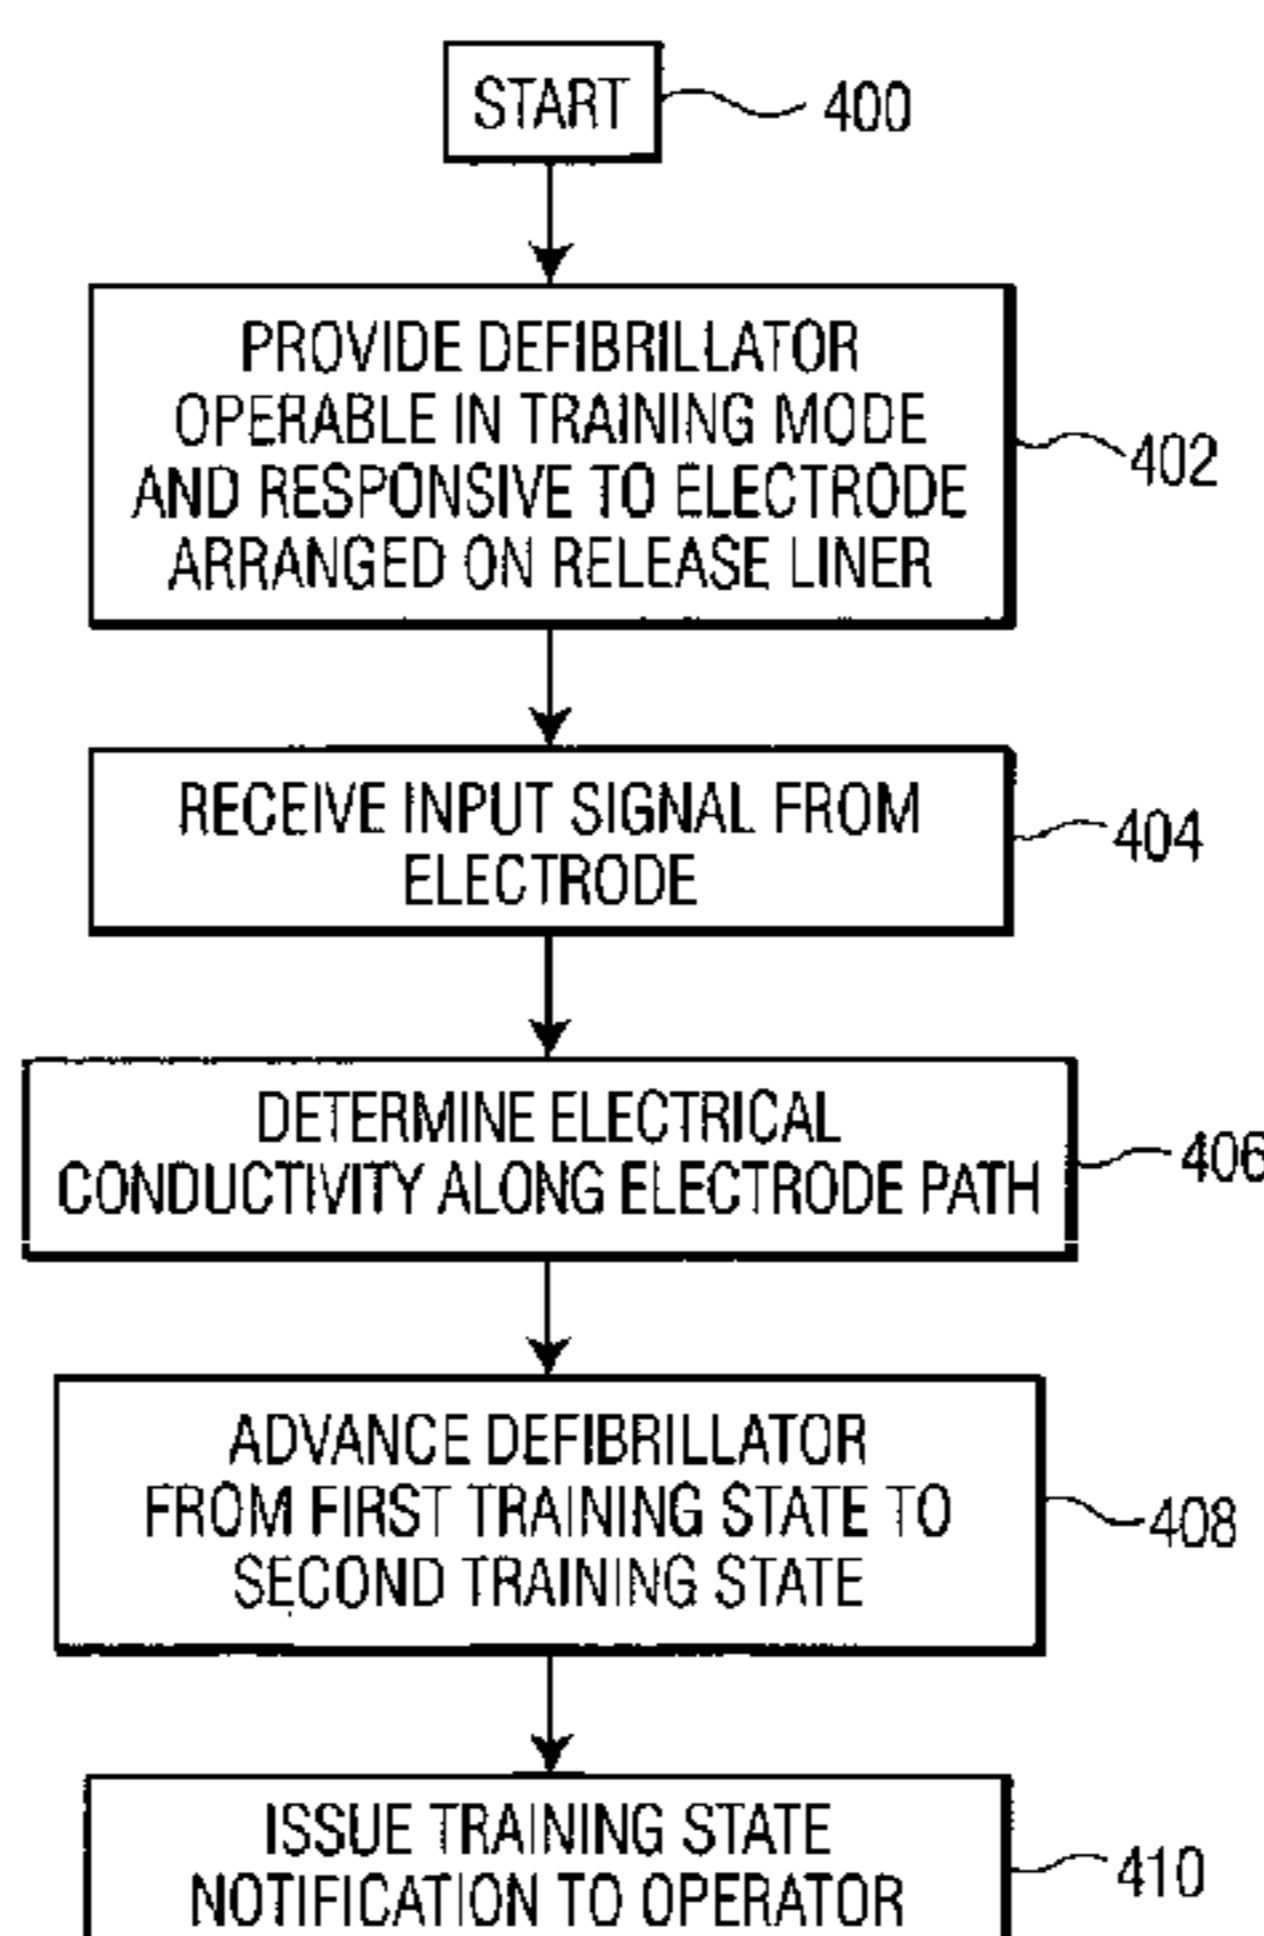 START
400
PROVIDE DEFIBRILLATOR
OPERABLE IN TRAINING MODE
AND RESPONSIVE TO ELECTRODE
ARRANGED ON RELEASE LINER
402
RECEIVE INPUT SIGNAL FROM
ELECTRODE
404
DETERMINE ELECTRICAL
CONDUCTIVITY ALONG ELECTRODE PATH
406
ADVANCE DEFIBRILLATOR
FROM FIRST TRAINING STATE TO
SECOND TRAINING STATE
408
ISSUE TRAINING STATE
NOTIFICATION TO OPERATOR
410